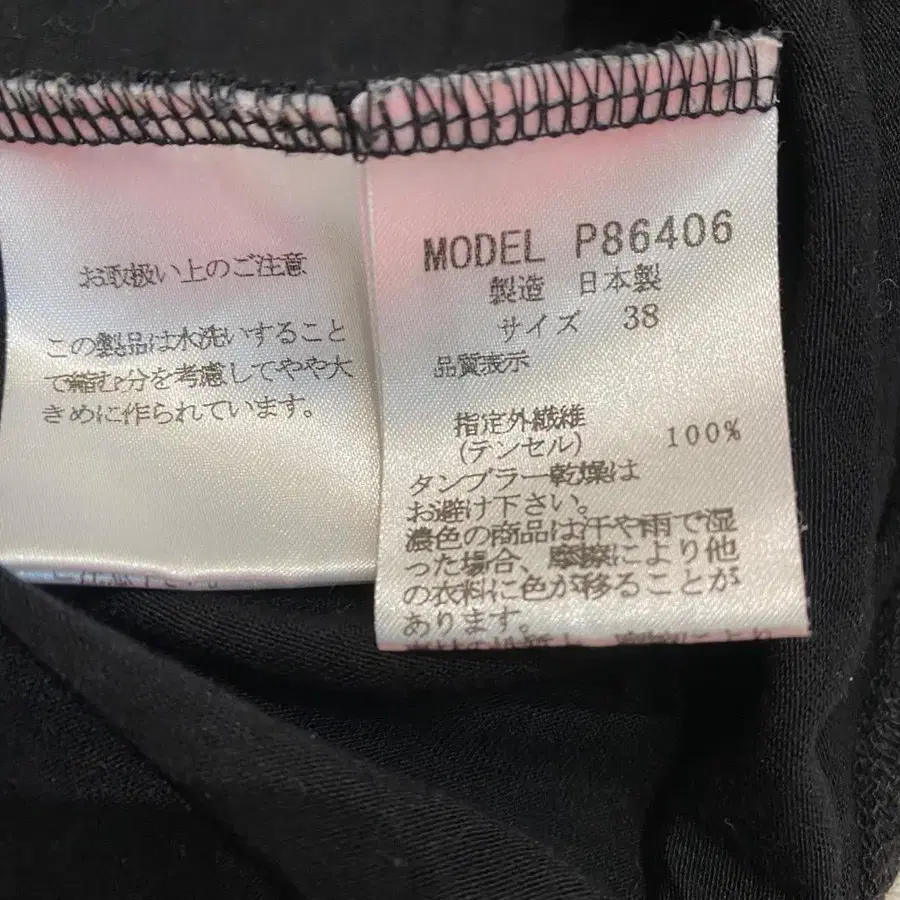 お取扱い上のご注意
この製品は水洗いすること
で縮む分を考慮してやや大
きめに作られています。
MODEL P86406
製造 日本製
サイズ 38
品質表示
指定外繊維
(テンセル) 100%
タンブラー乾燥は
お避け下さい。
濃色の商品は汗や雨で湿
った場合、摩擦により他
の衣料に色が移ることが
あります。